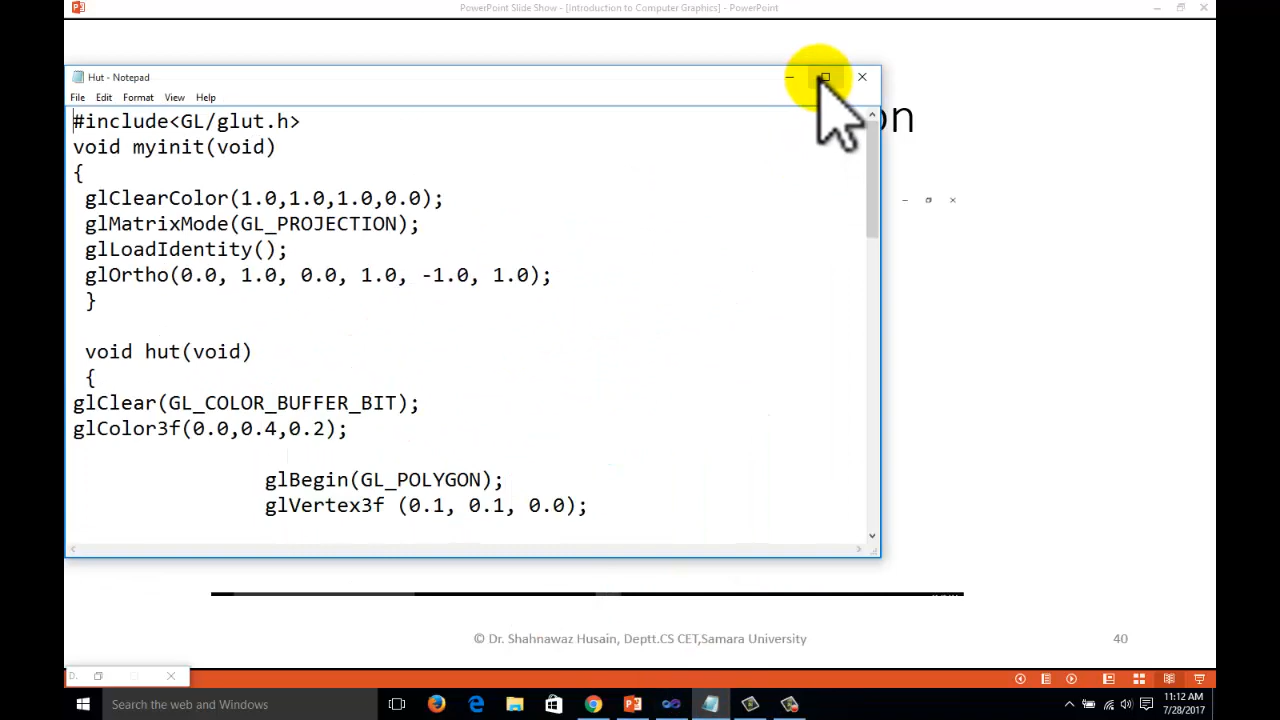 PowerPoint Slide Show - [Introduction to Computer Graphics] - PowerPoint
Hut - Notepad
File Edit Format View Help
on
#include<GL/glut.h>
void myinit(void)
{
glClearColor(1.0,1.0,1.0,0.0);
glMatrixMode(GL_PROJECTION);
glLoadIdentity();
glOrtho(0.0, 1.0, 0.0, 1.0, -1.0, 1.0);
}
void hut(void)
{
glClear(GL_COLOR_BUFFER_BIT);
glColor3f(0.0,0.4,0.2);
glBegin(GL_POLYGON);
glVertex3f (0.1, 0.1, 0.0);
© Dr. Shahnawaz Husain, Deptt.CS CET,Samara University
40
D.
Search the web and Windows
11:12 AM
7/28/2017